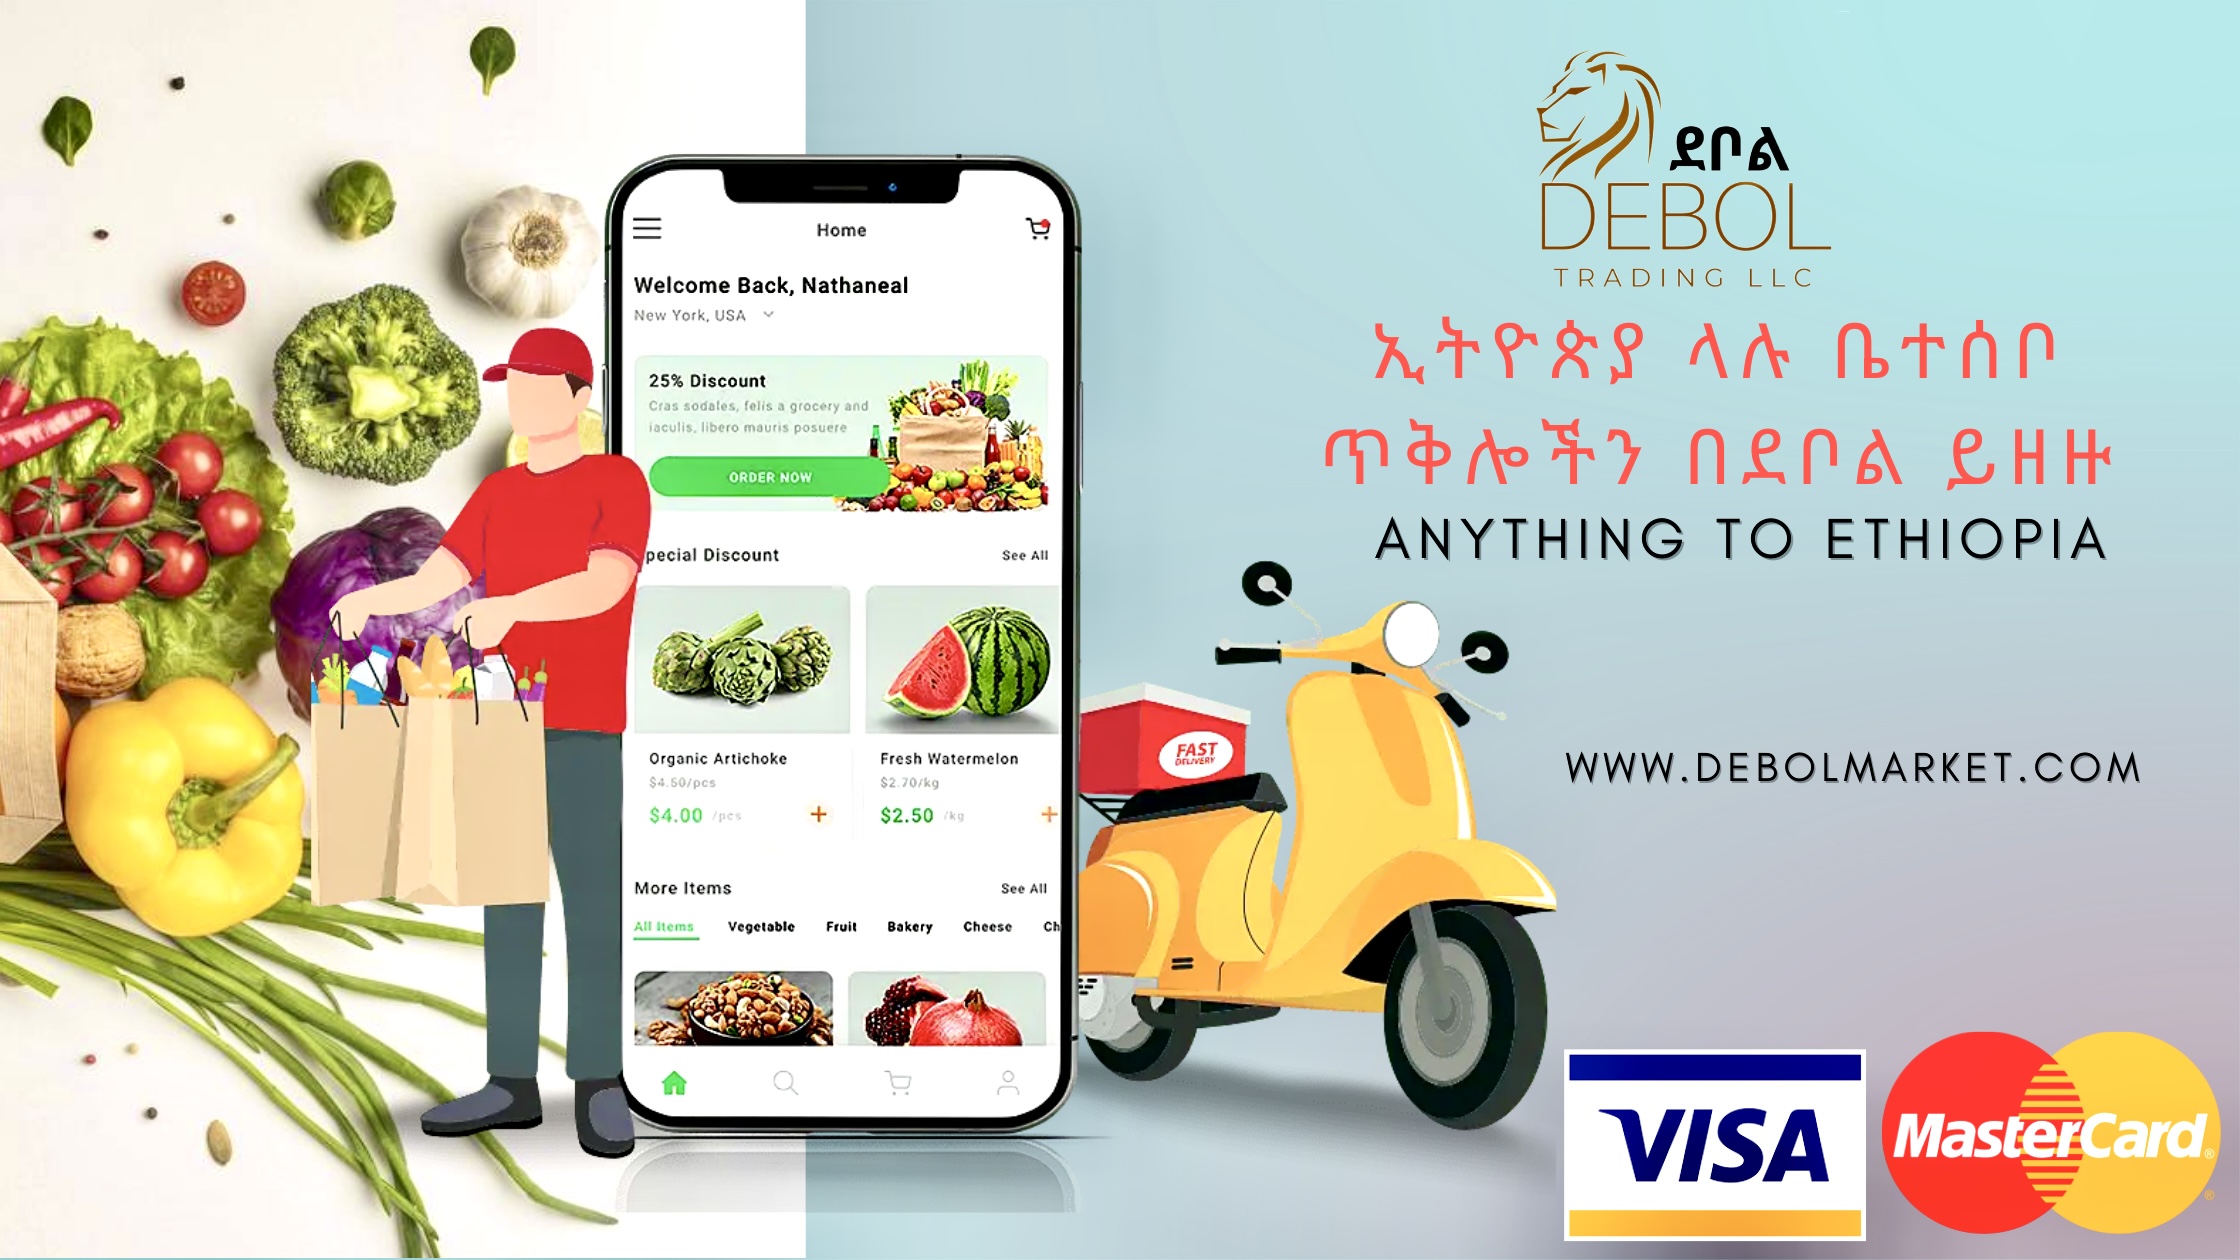 Home
Welcome Back, Nathaneal
New York, USA
25% Discount
Cras sodales, felis a grocery and
iaculis, libero mauris posuere
ORDER NOW
pecial Discount
See All
Organic Artichoke
$4.50/pcs
$4.00 /pcs
Fresh Watermelon
$2.70/kg
$2.50 /kg
More Items
See All
All Items Vegetable Fruit Bakery Cheese Ch
FAST
DELIVERY
ደቦል
DEBOL
TRADING LLC
ኢትዮጵያ ላሉ ቤተሰቦ
ጥቅሎችን በደቦል ይዘዙ
ANYTHING TO ETHIOPIA
WWW.DEBOLMARKET.COM
VISA
MasterCard®
®